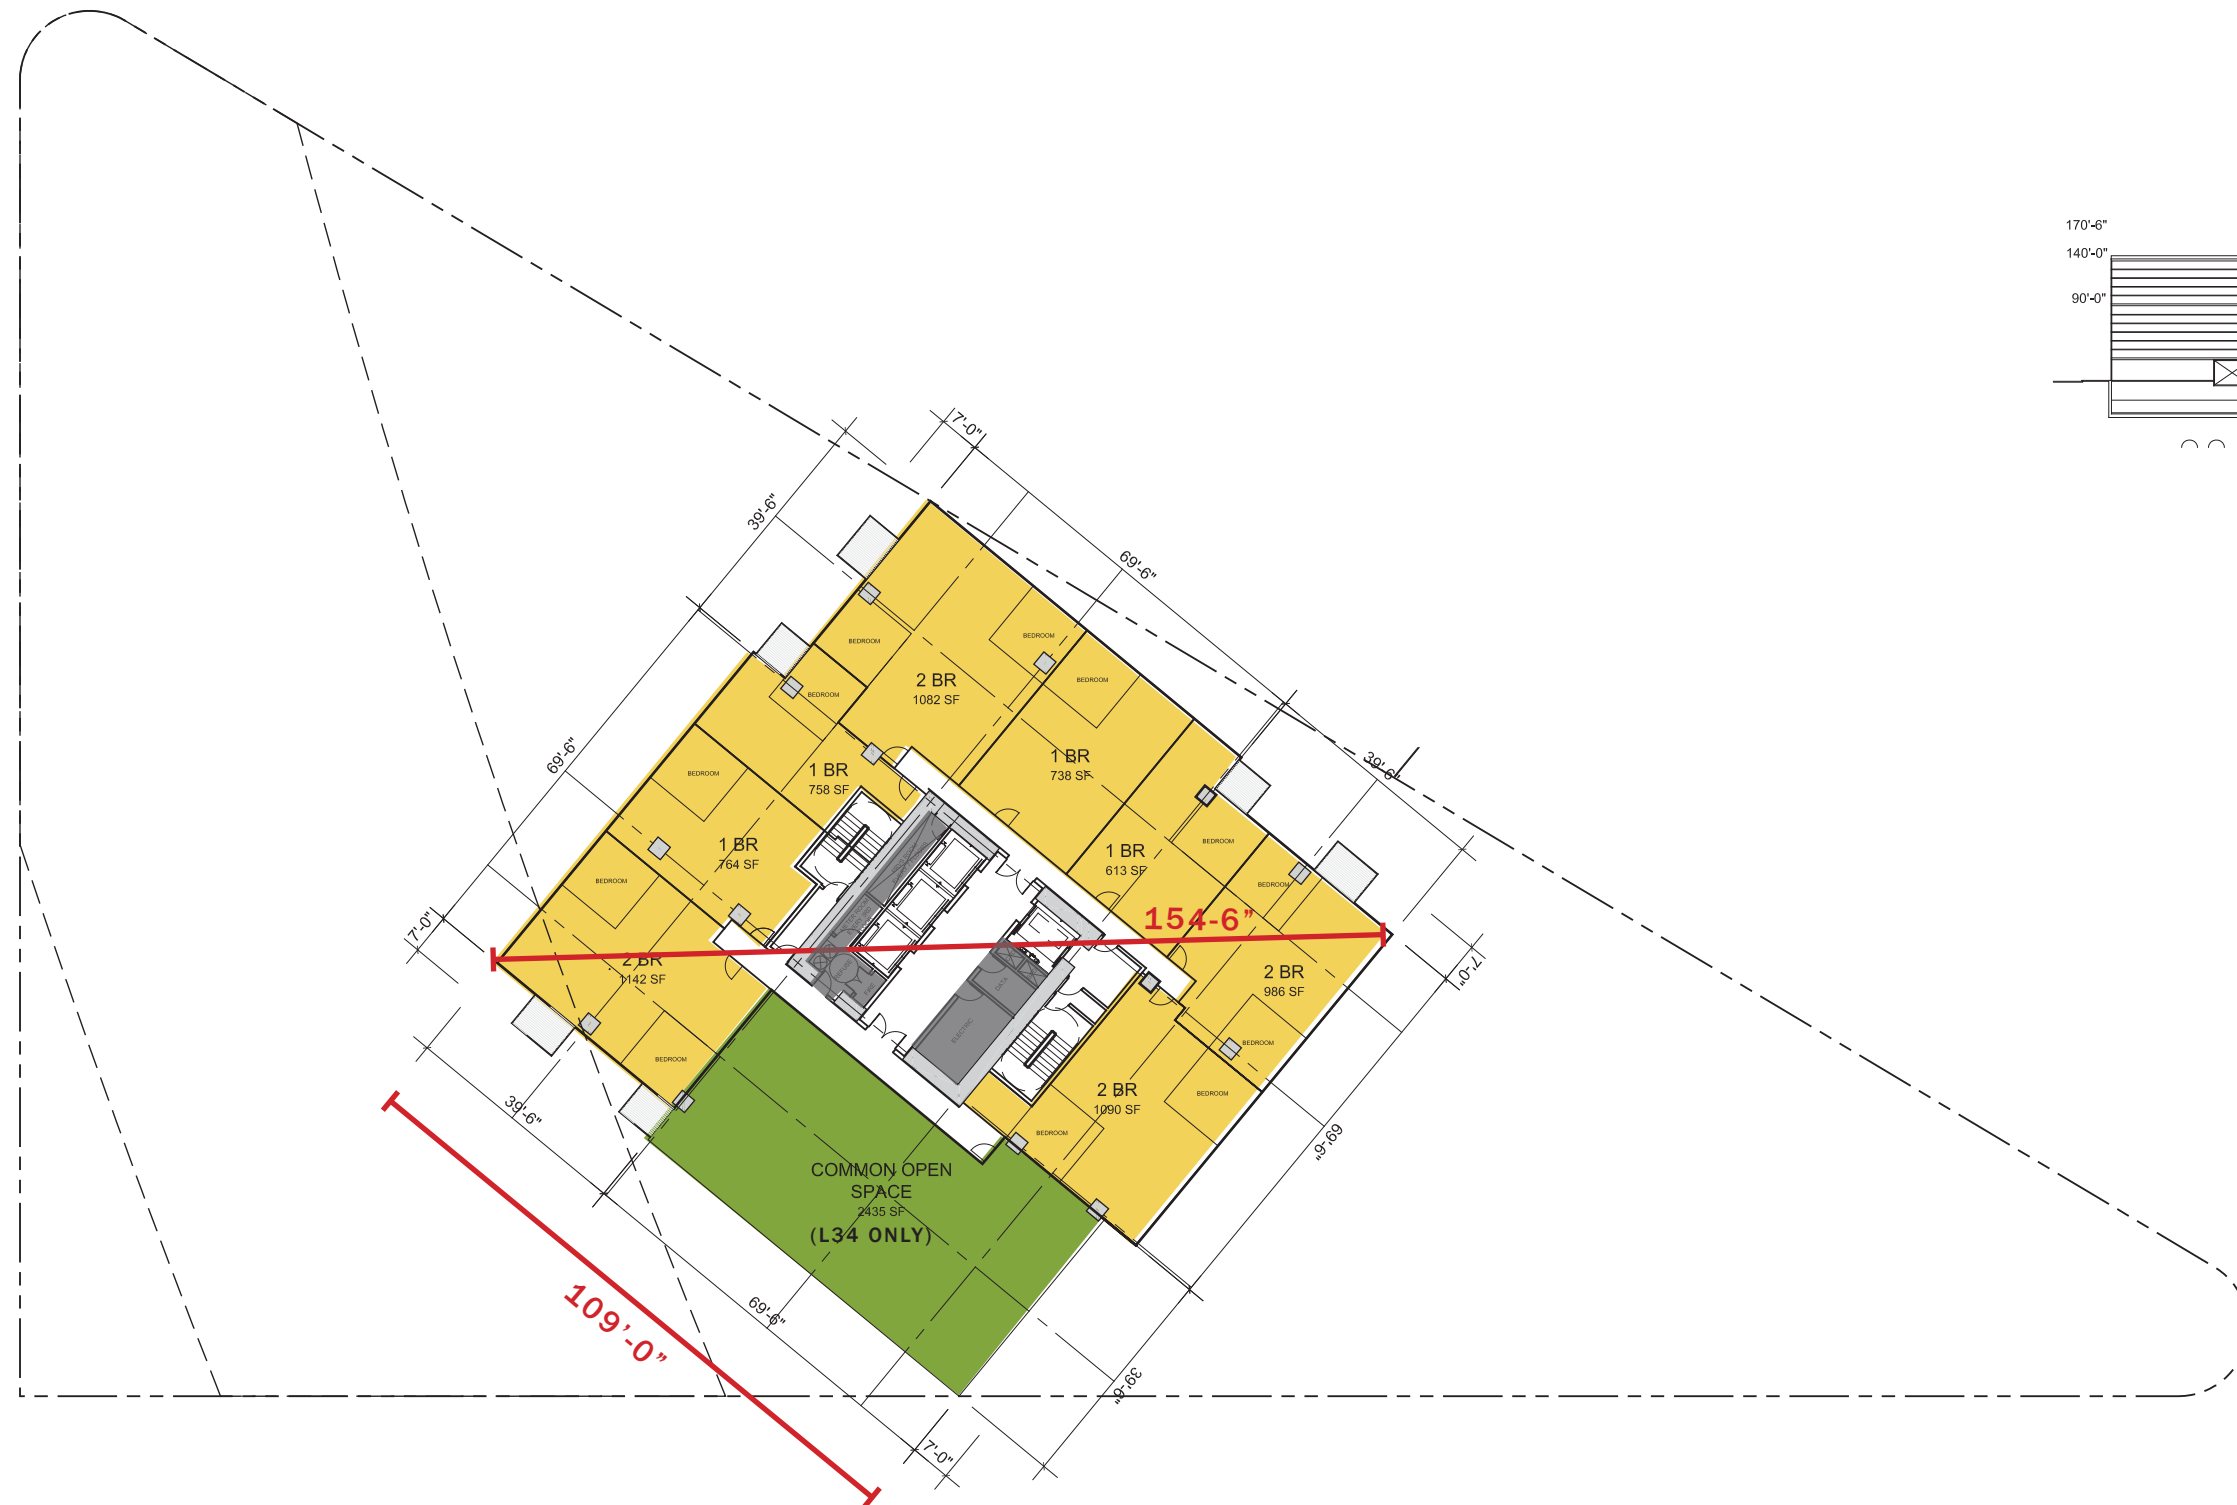 170'-6"
140'-0"
90'-0"
7'-0"
39'-6"
69'-6"
BEDROOM
BEDROOM
BEDROOM
2 BR
1082 SF
BEDROOM
69'-6"
1 BR
738 SF
39'-6"
BEDROOM
1 BR
758 SF
BEDROOM
1 BR
764 SF
1 BR
613 SF
BEDROOM
BEDROOM
154-6”
7'-0"
2 BR
1142 SF
2 BR
986 SF
7'-0"
REFUSE
FRP
DATA
ELECTRIC
BEDROOM
BEDROOM
2 BR
1090 SF
BEDROOM
BEDROOM
39'-6"
69'-6"
COMMON OPEN
SPACE
2435 SF
(L34 ONLY)
109’-0”
69'-6"
39'-6"
7'-0"